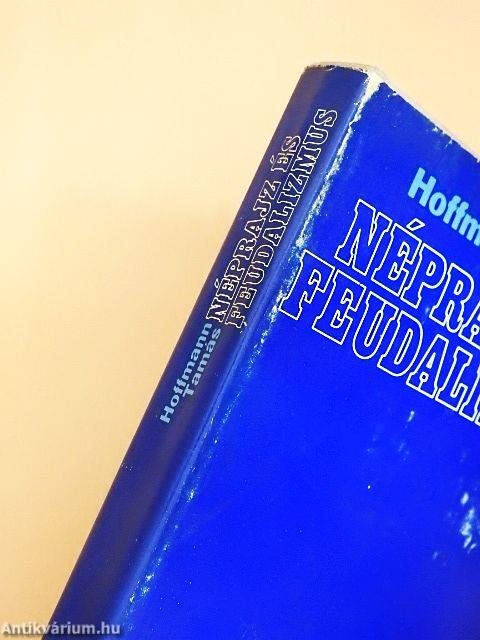 Hoffmann
Tamás
NÉPRAJZ ÉS
FEUDALIZMUS
Hoffm
NÉPRA
FEUDALI
Antikvárium.hu